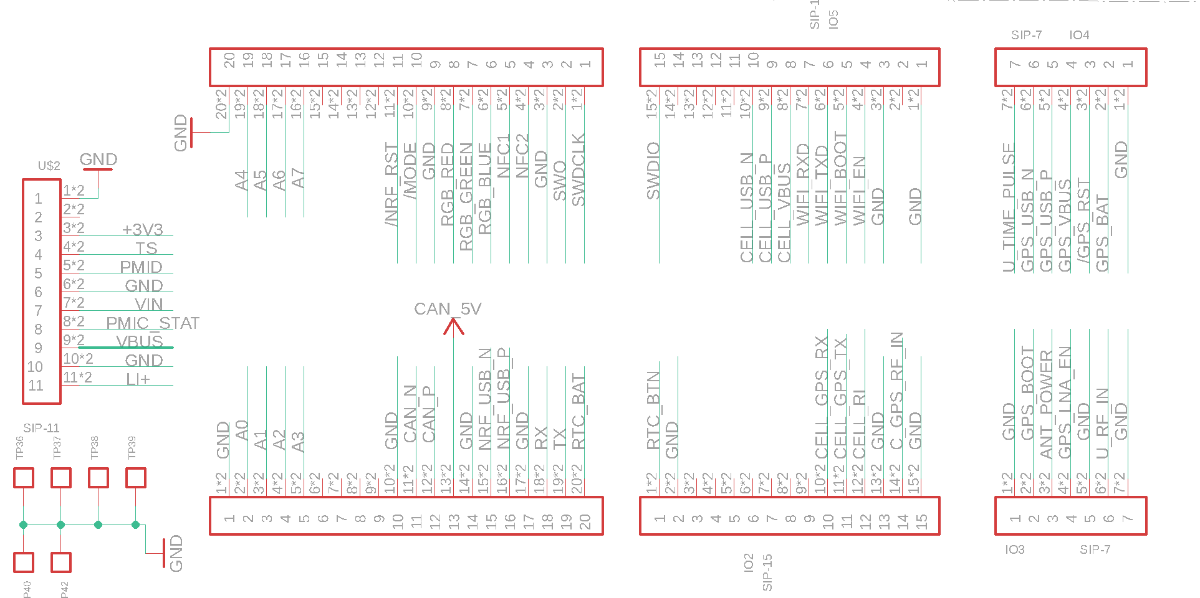 SIP-1
IO5
SIP-7 IO4
20 19 18 17 16 15 14 13 12 11 10 9 8 7 6 5 4 3 2 1
15 14 13 12 11 10 9 8 7 6 5 4 3 2 1
7 6 5 4 3 2 1
20*2 19*2 18*2 17*2 16*2 15*2 14*2 13*2 12*2 11*2 10*2 9*2 8*2 7*2 6*2 5*2 4*2 3*2 2*2 1*2
15*2 14*2 13*2 12*2 11*2 10*2 9*2 8*2 7*2 6*2 5*2 4*2 3*2 2*2 1*2
7*2 6*2 5*2 4*2 3*2 2*2 1*2
GND
A4
A5
A6
A7
/NRF_RST
/MODE
GND
RGB_RED
RGB_GREEN
RGB_BLUE
NFC1
NFC2
GND
SWO
SWDCLK
SWDIO
CELL_USB_N
CELL_USB_P
CELL_VBUS
WIFI_RXD
WIFI_TXD
WIFI_BOOT
WIFI_EN
GND
GND
U_TIME_PULSE
GPS_USB_N
GPS_USB_P
GPS_VBUS
/GPS_RST
GPS_BAT
GND
U$2
GND
1 1*2
2 2*2
3 3*2 +3V3
4 4*2 TS
5 5*2 PMID
6 6*2 GND
7 7*2 VIN
8 8*2 PMIC_STAT
9 9*2 VBUS
10 10*2 GND
11 11*2 LI+
SIP-11
CAN_5V
GND
A0
A1
A2
A3
GND
CAN_N
CAN_P
GND
NRF_USB_N
NRF_USB_P
GND
RX
TX
RTC_BAT
RTC_BTN
GND
CELL_GPS_RX
CELL_GPS_TX
CELL_RI
GND
C_GPS_RF_IN
GND
GND
GPS_BOOT
ANT_POWER
GPS_LNA_EN
GND
U_RF_IN
GND
1*2 2*2 3*2 4*2 5*2 6*2 7*2 8*2 9*2 10*2 11*2 12*2 13*2 14*2 15*2 16*2 17*2 18*2 19*2 20*2
1*2 2*2 3*2 4*2 5*2 6*2 7*2 8*2 9*2 10*2 11*2 12*2 13*2 14*2 15*2
1*2 2*2 3*2 4*2 5*2 6*2 7*2
1 2 3 4 5 6 7 8 9 10 11 12 13 14 15 16 17 18 19 20
1 2 3 4 5 6 7 8 9 10 11 12 13 14 15
1 2 3 4 5 6 7
TP36 TP37 TP38 TP39
GND
P40 P42
IO2
SIP-15
IO3 SIP-7